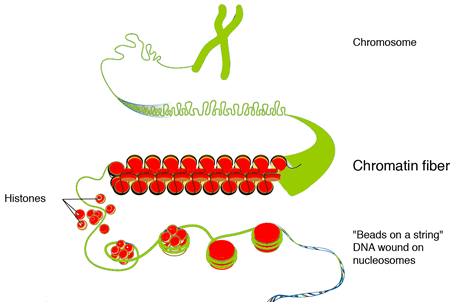 Chromosome
Chromatin fiber
Histones
"Beads on a string"
DNA wound on
nucleosomes